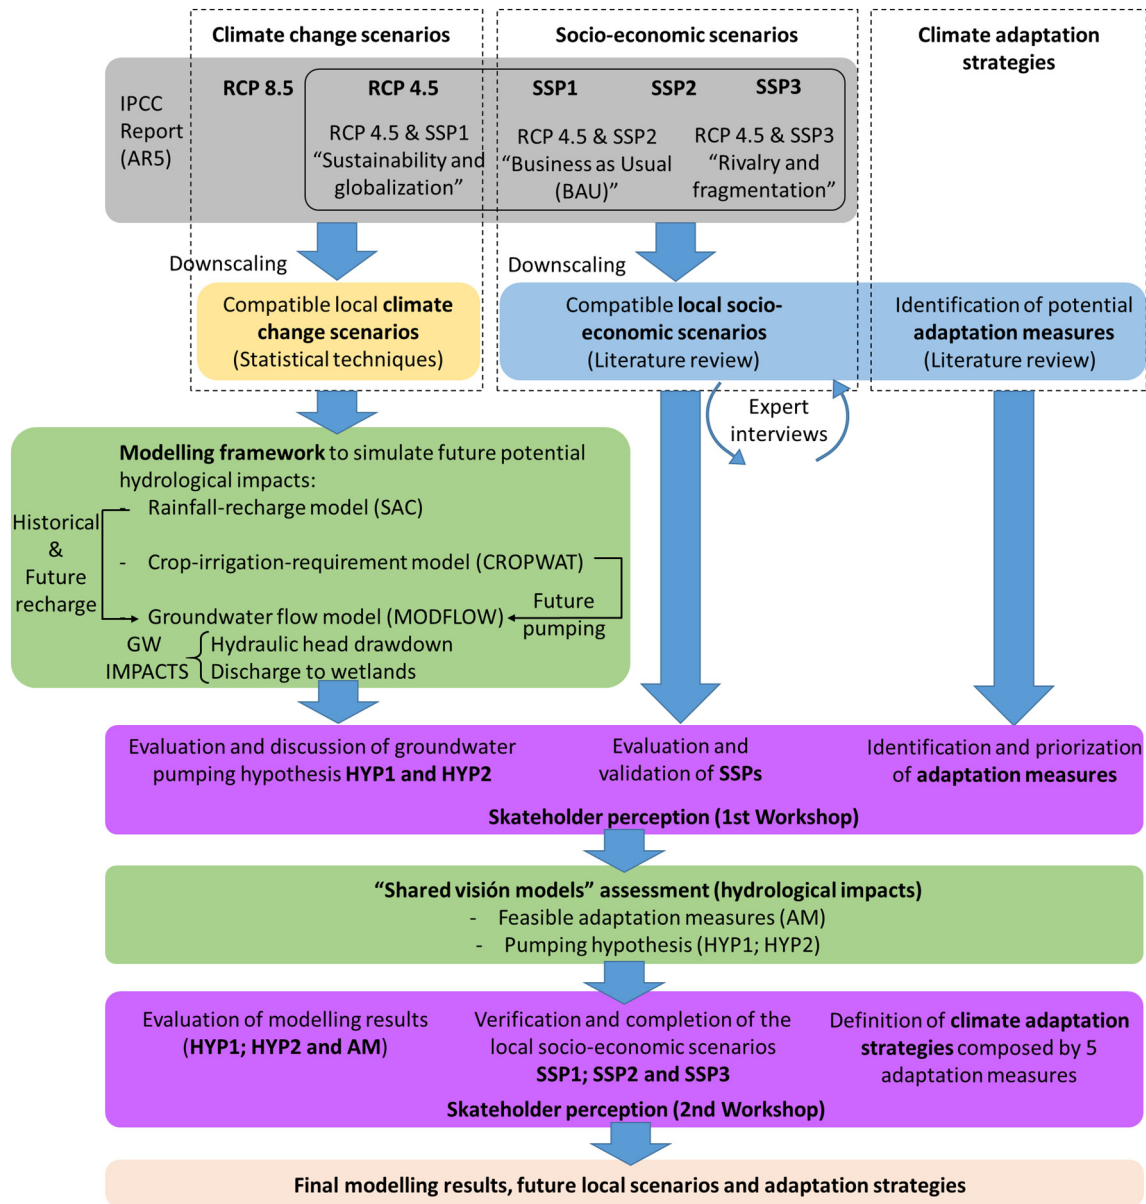 Climate change scenarios
Socio-economic scenarios
Climate adaptation
strategies
IPCC
Report
(AR5)
RCP 8.5
RCP 4.5
SSP1
SSP2
SSP3
RCP 4.5 & SSP1
“Sustainability and
globalization”
RCP 4.5 & SSP2
“Business as Usual
(BAU)”
RCP 4.5 & SSP3
“Rivalry and
fragmentation”
Downscaling
Downscaling
Compatible local climate
change scenarios
(Statistical techniques)
Compatible local socio-
economic scenarios
(Literature review)
Identification of potential
adaptation measures
(Literature review)
Expert
interviews
Modelling framework to simulate future potential
hydrological impacts:
- Rainfall-recharge model (SAC)
- Crop-irrigation-requirement model (CROPWAT)
- Groundwater flow model (MODFLOW)
Historical
&
Future
recharge
Future
pumping
GW
IMPACTS
Hydraulic head drawdown
Discharge to wetlands
Evaluation and discussion of groundwater
pumping hypothesis HYP1 and HYP2
Evaluation and
validation of SSPs
Identification and priorization
of adaptation measures
Skateholder perception (1st Workshop)
“Shared visión models” assessment (hydrological impacts)
- Feasible adaptation measures (AM)
- Pumping hypothesis (HYP1; HYP2)
Evaluation of modelling results
(HYP1; HYP2 and AM)
Verification and completion of the
local socio-economic scenarios
SSP1; SSP2 and SSP3
Definition of climate adaptation
strategies composed by 5
adaptation measures
Skateholder perception (2nd Workshop)
Final modelling results, future local scenarios and adaptation strategies